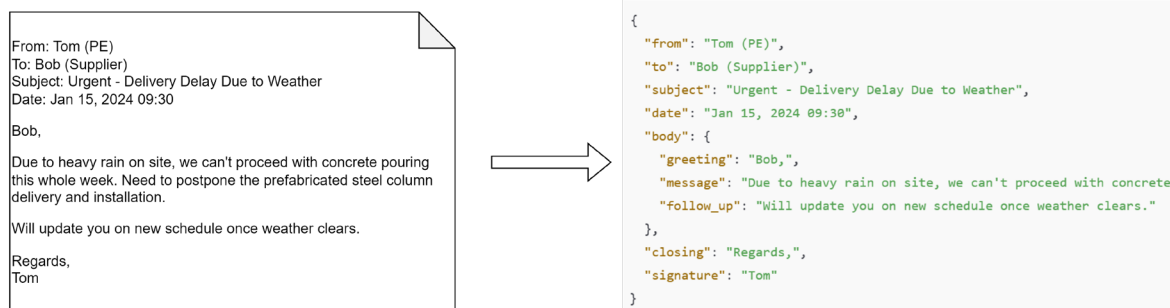 From: Tom (PE)
To: Bob (Supplier)
Subject: Urgent - Delivery Delay Due to Weather
Date: Jan 15, 2024 09:30
Bob,
Due to heavy rain on site, we can't proceed with concrete pouring
this whole week. Need to postpone the prefabricated steel column
delivery and installation.
Will update you on new schedule once weather clears.
Regards,
Tom
{
"from": "Tom (PE)",
"to": "Bob (Supplier)",
"subject": "Urgent - Delivery Delay Due to Weather",
"date": "Jan 15, 2024 09:30",
"body": {
"greeting": "Bob,",
"message": "Due to heavy rain on site, we can't proceed with concrete
"follow_up": "Will update you on new schedule once weather clears."
},
"closing": "Regards,",
"signature": "Tom"
}